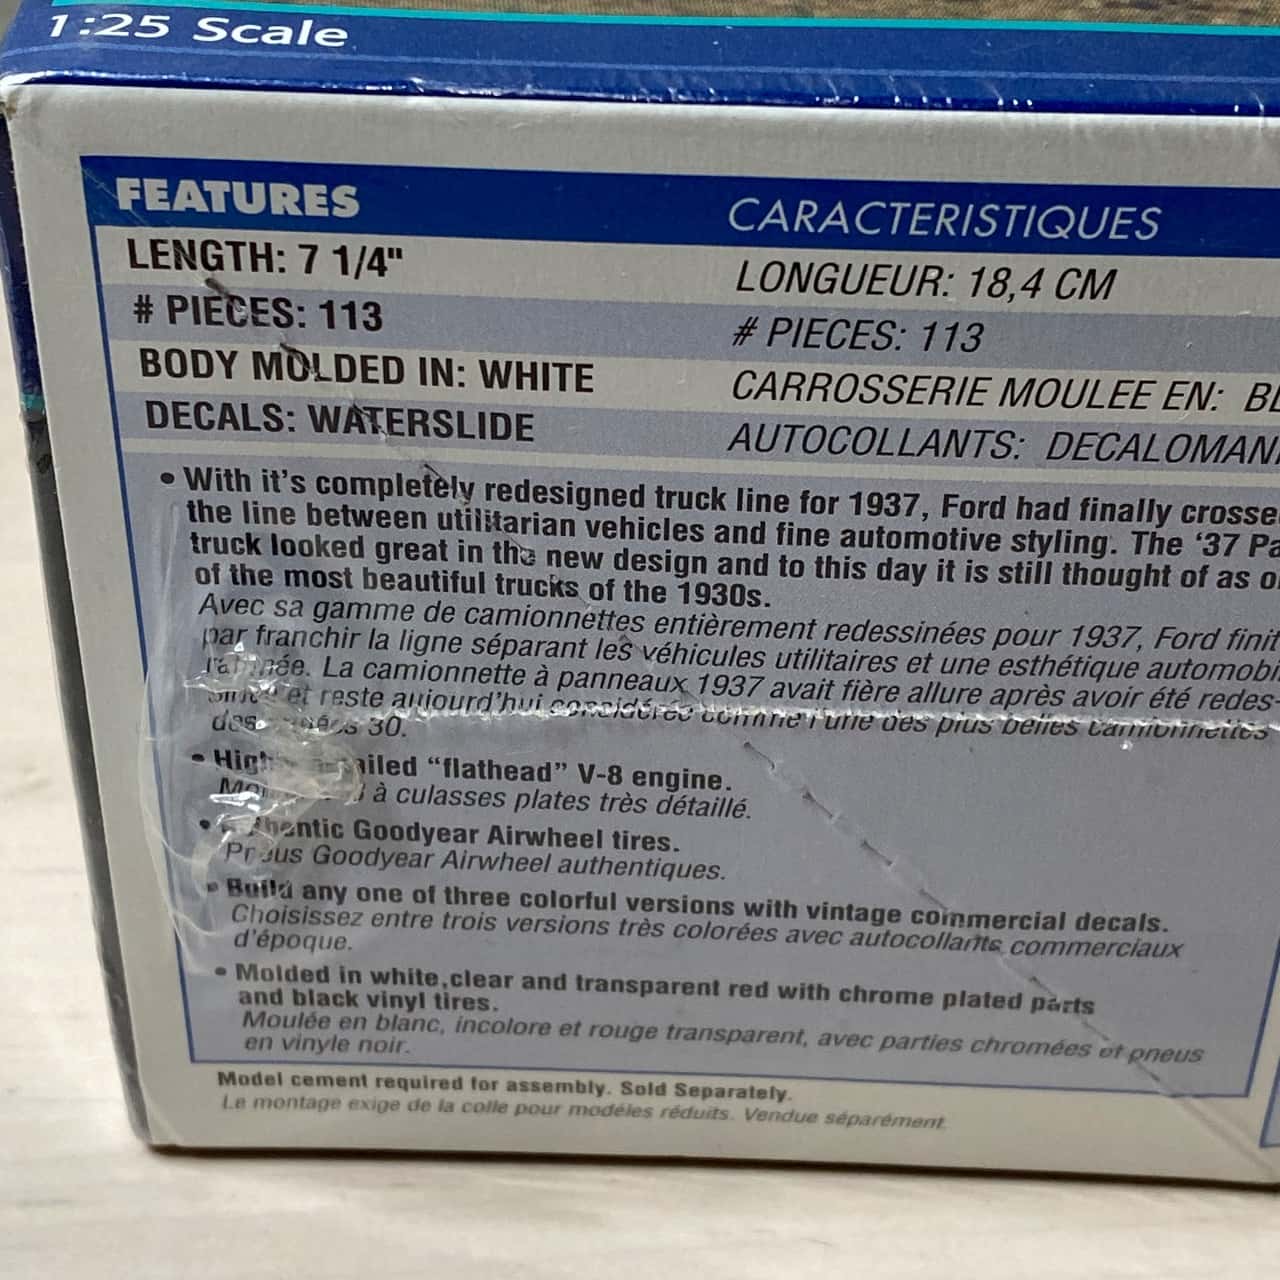 1:25 Scale
FEATURES
CARACTERISTIQUES
LENGTH: 7 1/4"
LONGUEUR: 18,4 CM
# PIECES: 113
# PIECES: 113
BODY MOLDED IN: WHITE
CARROSSERIE MOULEE EN:
DECALS: WATERSLIDE
AUTOCOLLANTS:
• With it's completely redesigned truck line for 1937, Ford had finally
the line between utilitarian vehicles and fine automotive styling. The '37
truck looked great in the new design and to this day it is still thought of as
of the most beautiful trucks of the 1930s.
Avec sa gamme de camionnettes entièrement redessinées pour 1937, Ford finit
par franchir la ligne séparant les véhicules utilitaires et une esthétique
La camionnette à panneaux 1937 avait fière allure après avoir été redes-
et reste aujourd'hui considérée comme l'une des plus belles camionnettes
30.
• "flathead" V-8 engine.
à culasses plates très détaillé.
• Goodyear Airwheel tires.
Goodyear Airwheel authentiques.
• Build any one of three colorful versions with vintage commercial decals.
Choisissez entre trois versions très colorées avec autocollants commerciaux
d'époque.
• Molded in white,clear and transparent red with chrome plated parts
and black vinyl tires.
Moulée en blanc, incolore et rouge transparent, avec parties chromées et pneus
en vinyle noir.
Model cement required for assembly. Sold Separately.
Le montage exige de la colle pour modèles réduits. Vendue séparément.